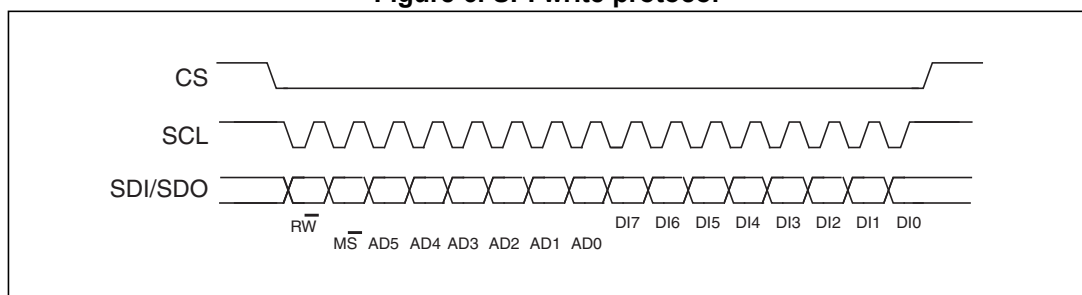 CS
SCL
SDI/SDO
RW DI7 DI6 DI5 DI4 DI3 DI2 DI1 DI0
MS AD5 AD4 AD3 AD2 AD1 AD0